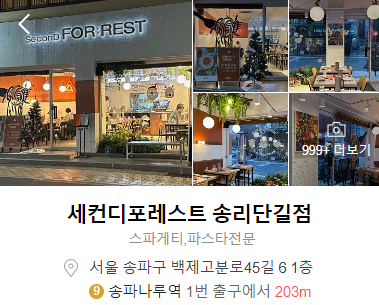 SeconD FOR:REST
999+ 더보기
세컨디포레스트 송리단길점
스파게티,파스타전문
서울 송파구 백제고분로45길 6 1층
9 송파나루역 1번 출구에서 203m